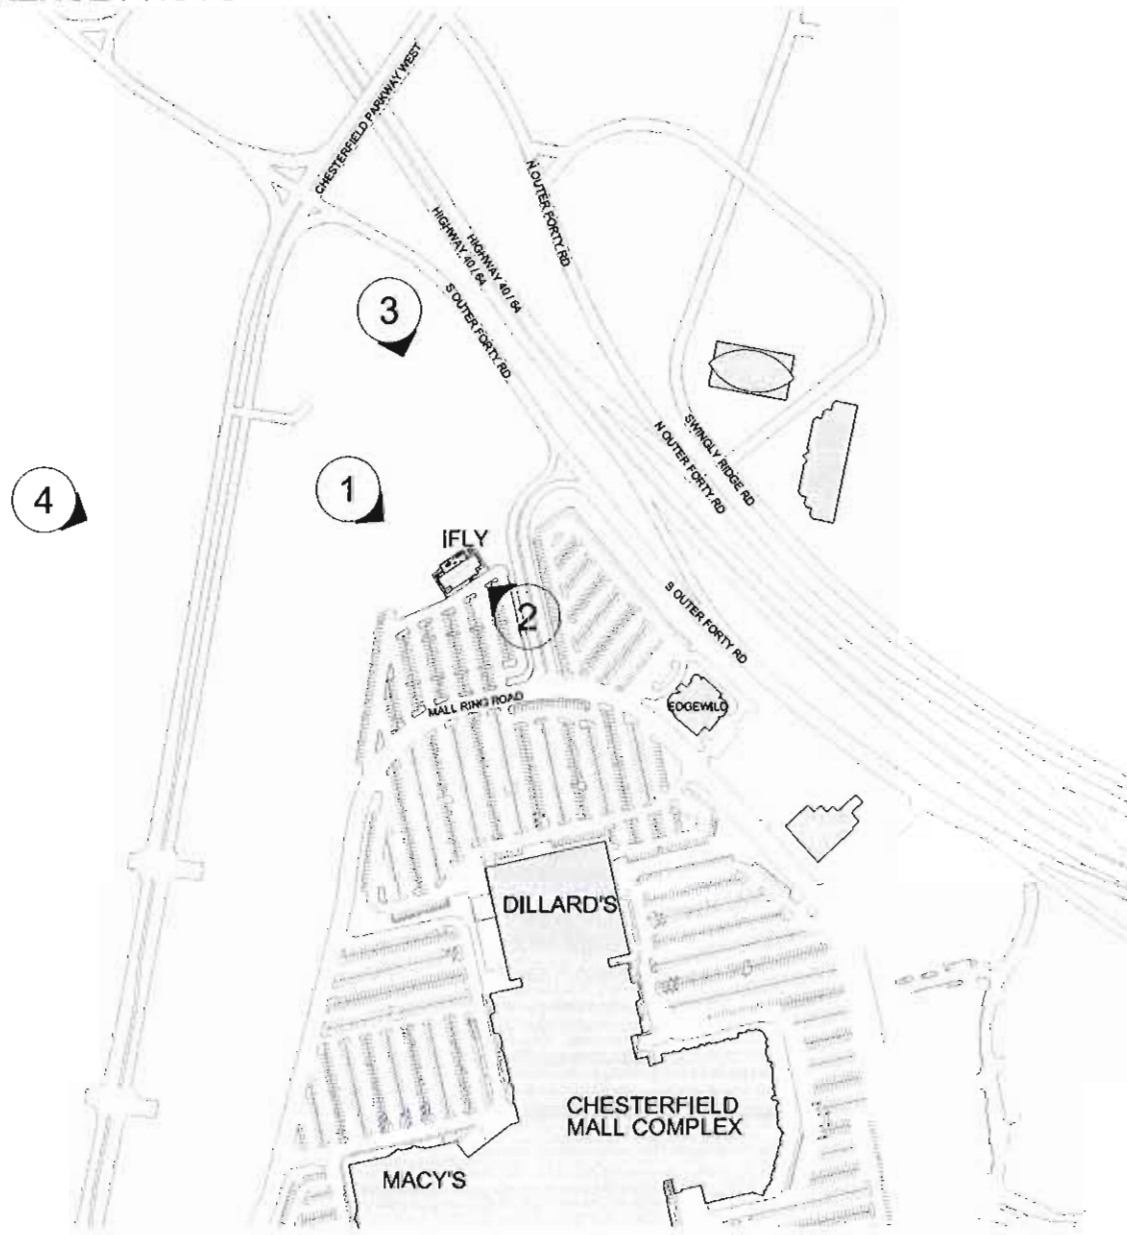 CHESTERFIELD PARKWAY WEST
N OUTER FORTY RD
HIGHWAY 40 / 64
HIGHWAY 40 / 64
S OUTER FORTY RD
3
SWINGLY RIDGE RD
N OUTER FORTY RD
4
1
IFLY
2
S OUTER FORTY RD
MALL RING ROAD
EDGEWILD
DILLARD'S
CHESTERFIELD
MALL COMPLEX
MACY'S